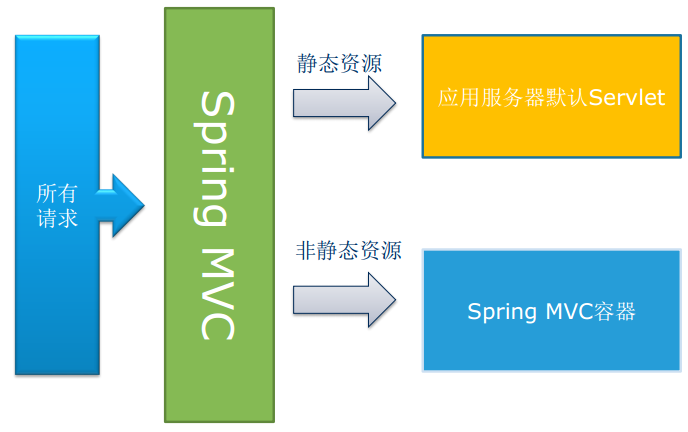 所有
请求
Spring MVC
静态资源
应用服务器默认Servlet
非静态资源
Spring MVC容器